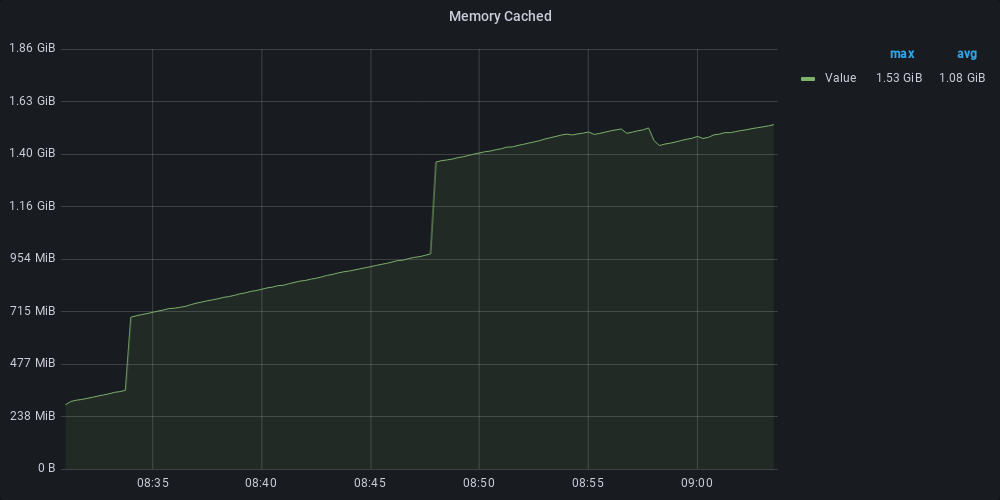 Memory Cached
1.86 GiB
1.63 GiB
1.40 GiB
1.16 GiB
954 MiB
715 MiB
477 MiB
238 MiB
0 B
08:35 08:40 08:45 08:50 08:55 09:00
max avg
Value 1.53 GiB 1.08 GiB